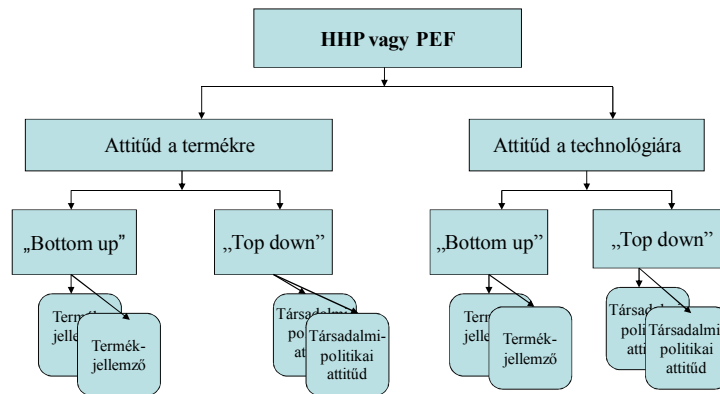 HHP vagy PEF
Attitűd a termékre
Attitűd a technológiára
„Bottom up”
„Top down”
„Bottom up”
„Top down”
Termék-
jellemző
Társadalmi-
politikai
attitűd
Termék-
jellemző
Társadalmi-
politikai
attitűd